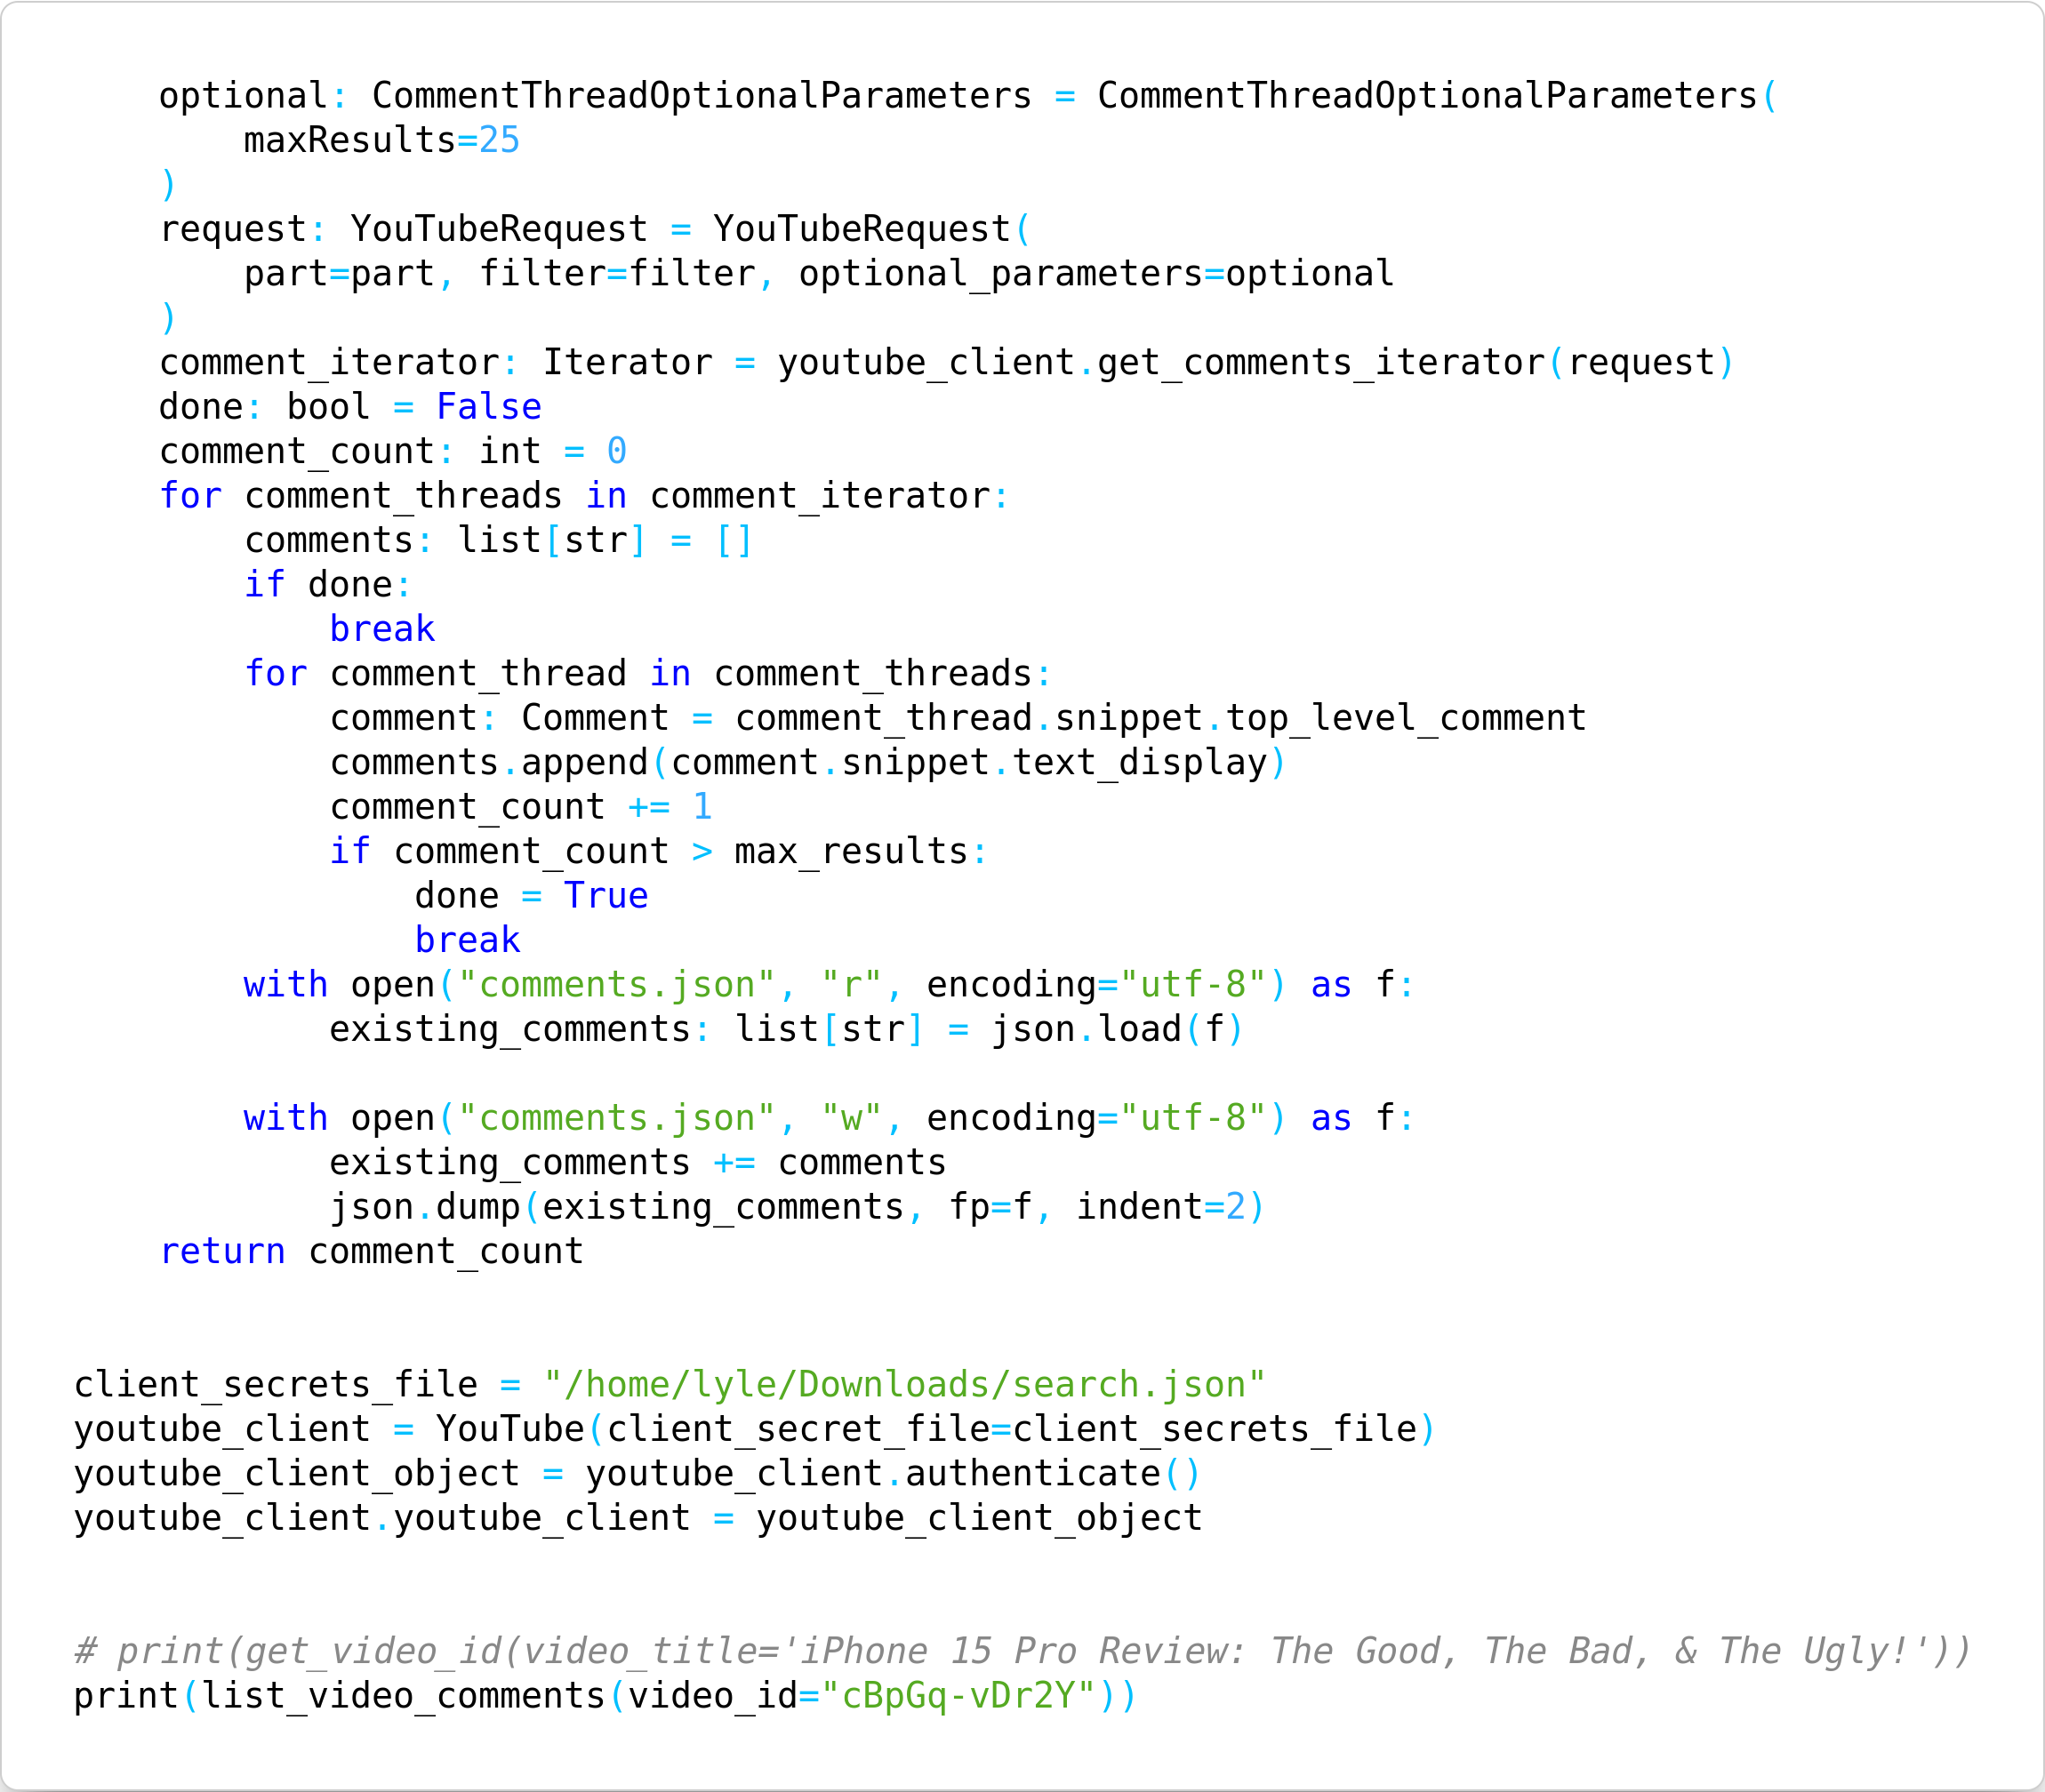 optional: CommentThreadOptionalParameters = CommentThreadOptionalParameters(
        maxResults=25
    )
    request: YouTubeRequest = YouTubeRequest(
        part=part, filter=filter, optional_parameters=optional
    )
    comment_iterator: Iterator = youtube_client.get_comments_iterator(request)
    done: bool = False
    comment_count: int = 0
    for comment_threads in comment_iterator:
        comments: list[str] = []
        if done:
            break
        for comment_thread in comment_threads:
            comment: Comment = comment_thread.snippet.top_level_comment
            comments.append(comment.snippet.text_display)
            comment_count += 1
            if comment_count > max_results:
                done = True
                break
        with open("comments.json", "r", encoding="utf-8") as f:
            existing_comments: list[str] = json.load(f)

        with open("comments.json", "w", encoding="utf-8") as f:
            existing_comments += comments
            json.dump(existing_comments, fp=f, indent=2)
    return comment_count


client_secrets_file = "/home/lyle/Downloads/search.json"
youtube_client = YouTube(client_secret_file=client_secrets_file)
youtube_client_object = youtube_client.authenticate()
youtube_client.youtube_client = youtube_client_object


# print(get_video_id(video_title='iPhone 15 Pro Review: The Good, The Bad, & The Ugly!'))
print(list_video_comments(video_id="cBpGq-vDr2Y"))